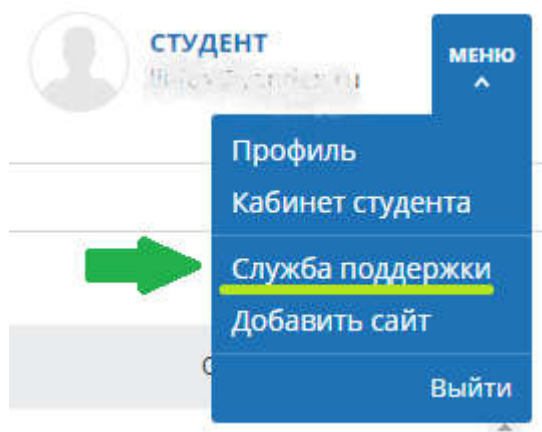 СТУДЕНТ
МЕНЮ
Профиль
Кабинет студента
Служба поддержки
Добавить сайт
Выйти